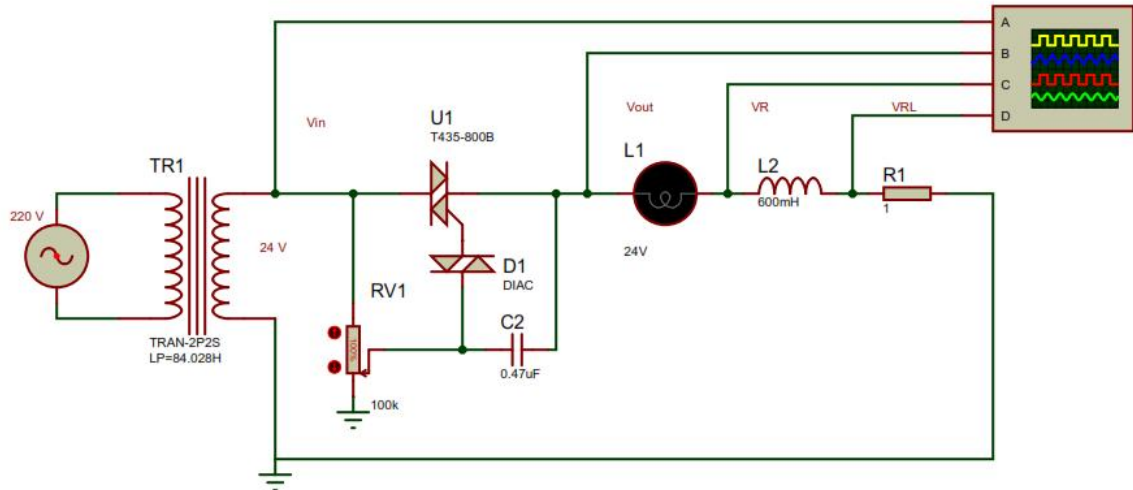 A
B
C
D
Vin
U1
T435-800B
Vout
VR
VRL
L1
L2
600mH
R1
1
TR1
220 V
24 V
24V
D1
DIAC
RV1
C2
0.47uF
100%
100k
TRAN-2P2S
LP=84.028H